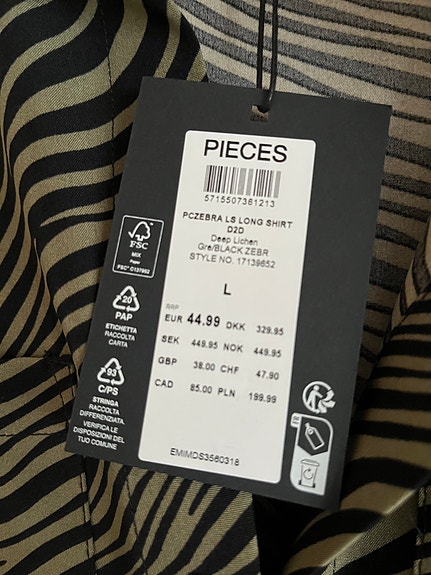 PIECES
5715507361213
PCZEBRA LS LONG SHIRT
D2D
Deep Lichen
Gre/BLACK ZEBR
STYLE NO. 17139652
L
RRP
EUR 44.99 DKK 329.95
SEK 449.95 NOK 449.95
GBP 38.00 CHF 47.90
CAD 85.00 PLN 199.99
EMIMDS3560318
FSC
MIX
Paper
FSC® C137952
20
PAP
ETICHETTA
RACCOLTA
CARTA
93
C/PS
STRINGA
RACCOLTA
DIFFERENZIATA.
VERIFICA LE
DISPOSIZIONI DEL
TUO COMUNE